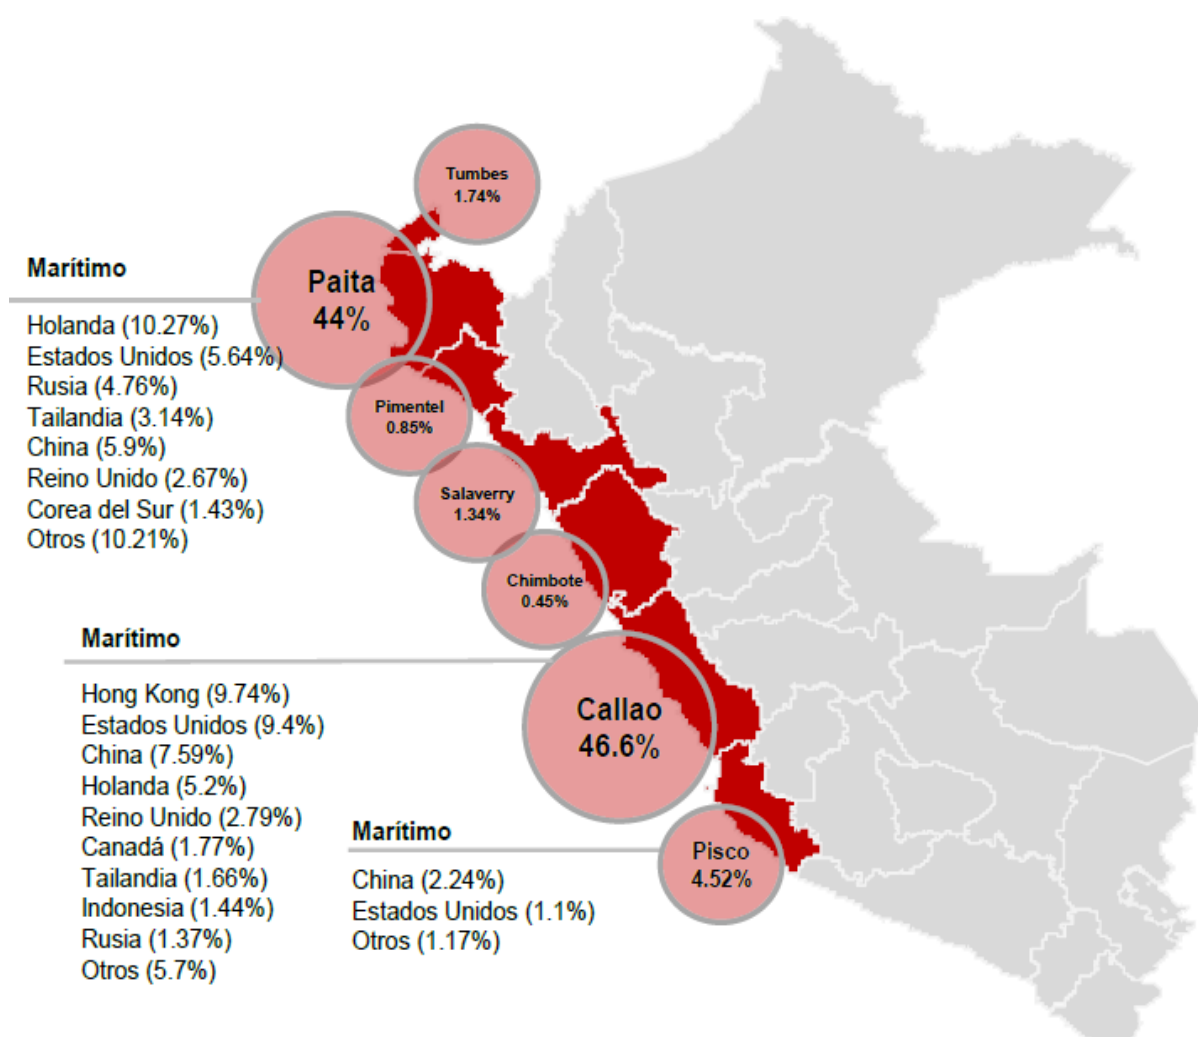 Tumbes
1.74%
Marítimo
Paita
44%
Holanda (10.27%)
Estados Unidos (5.64%)
Rusia (4.76%)
Tailandia (3.14%)
China (5.9%)
Reino Unido (2.67%)
Corea del Sur (1.43%)
Otros (10.21%)
Pimentel
0.85%
Salaverry
1.34%
Chimbote
0.45%
Marítimo
Callao
46.6%
Hong Kong (9.74%)
Estados Unidos (9.4%)
China (7.59%)
Holanda (5.2%)
Reino Unido (2.79%)
Canadá (1.77%)
Tailandia (1.66%)
Indonesia (1.44%)
Rusia (1.37%)
Otros (5.7%)
Marítimo
Pisco
4.52%
China (2.24%)
Estados Unidos (1.1%)
Otros (1.17%)